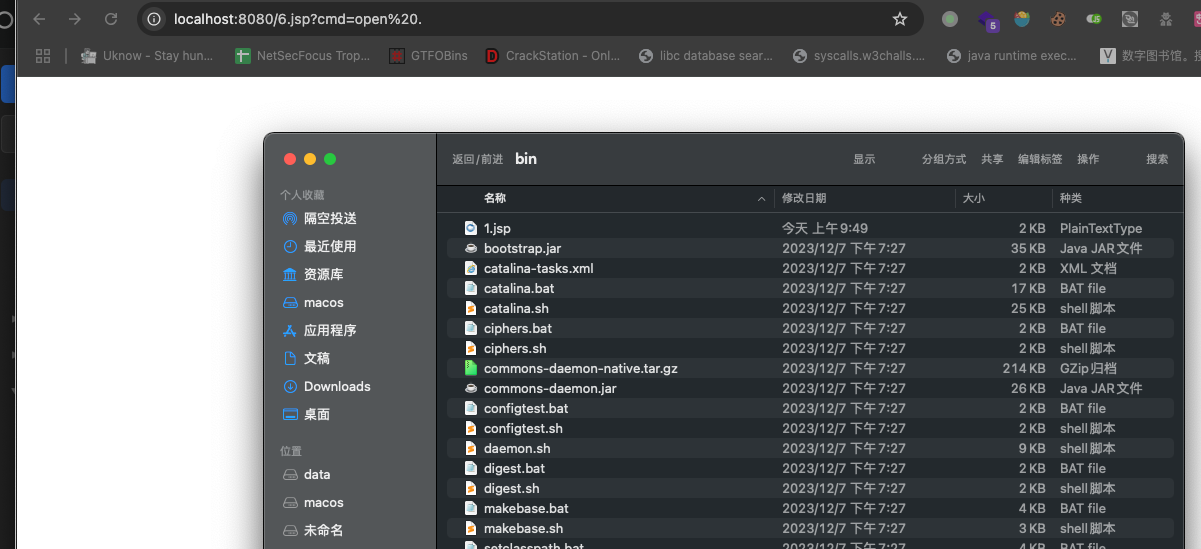 localhost:8080/6.jsp?cmd=open%20.
5
Uknow - Stay hun...
NetSecFocus Trop...
GTFOBins
CrackStation - Onl...
libc database sear...
syscalls.w3challs....
java runtime exec...
数字图书馆。搜
返回/前进
bin
显示
分组方式
共享
编辑标签
操作
搜索
个人收藏
隔空投送
最近使用
资源库
macos
应用程序
文稿
Downloads
桌面
位置
data
macos
未命名
名称 修改日期 大小 种类
1.jsp 今天 上午9:49 2 KB PlainTextType
bootstrap.jar 2023/12/7 下午7:27 35 KB Java JAR文件
catalina-tasks.xml 2023/12/7 下午7:27 2 KB XML 文档
catalina.bat 2023/12/7 下午7:27 17 KB BAT file
catalina.sh 2023/12/7 下午7:27 25 KB shell脚本
ciphers.bat 2023/12/7 下午7:27 2 KB BAT file
ciphers.sh 2023/12/7 下午7:27 2 KB shell脚本
commons-daemon-native.tar.gz 2023/12/7 下午7:27 214 KB GZip归档
commons-daemon.jar 2023/12/7 下午7:27 26 KB Java JAR文件
configtest.bat 2023/12/7 下午7:27 2 KB BAT file
configtest.sh 2023/12/7 下午7:27 2 KB shell脚本
daemon.sh 2023/12/7 下午7:27 9 KB shell脚本
digest.bat 2023/12/7 下午7:27 2 KB BAT file
digest.sh 2023/12/7 下午7:27 2 KB shell脚本
makebase.bat 2023/12/7 下午7:27 4 KB BAT file
makebase.sh 2023/12/7 下午7:27 3 KB shell脚本
setclasspath.bat 2023/12/7 下午7:27 4 KB BAT file